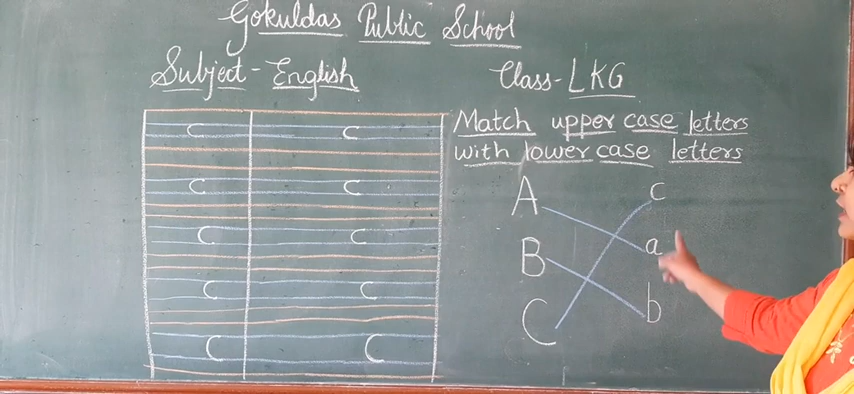 Gokuldas Public School
Subject - English
Class - LKG
c c
c c
c c
c c
c c
Match upper case letters
with lower case letters
A c
B a
C b